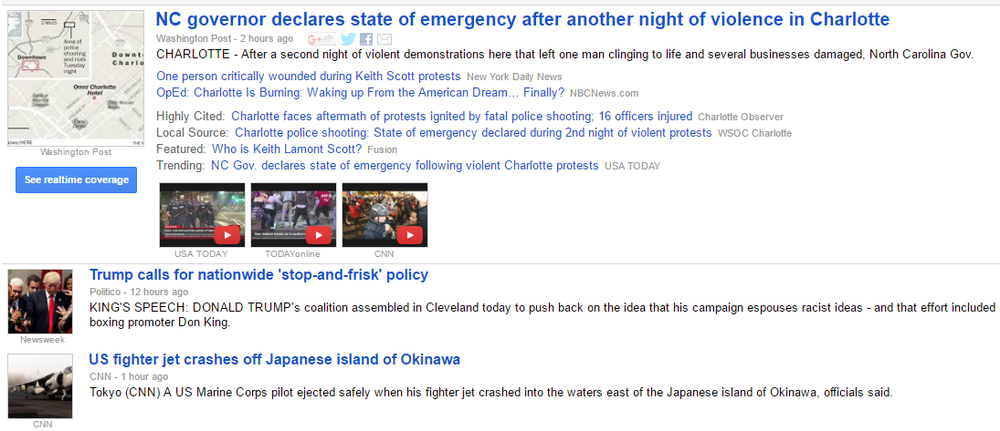 NC governor declares state of emergency after another night of violence in Charlotte
Washington Post - 2 hours ago
CHARLOTTE - After a second night of violent demonstrations here that left one man clinging to life and several businesses damaged, North Carolina Gov.
One person critically wounded during Keith Scott protests New York Daily News
OpEd: Charlotte Is Burning: Waking up From the American Dream… Finally? NBCNews.com
Highly Cited: Charlotte faces aftermath of protests ignited by fatal police shooting; 16 officers injured Charlotte Observer
Local Source: Charlotte police shooting: State of emergency declared during 2nd night of violent protests WSOC Charlotte
Featured: Who is Keith Lamont Scott? Fusion
Trending: NC Gov. declares state of emergency following violent Charlotte protests USA TODAY
2 MILES
Area of
police
shooting
and riots
Tuesday
night
Downtown
Downt
Charlo
Omni Charlotte
Hotel
Washington Post
See realtime coverage
USA TODAY
TODAYonline
CNN
Trump calls for nationwide 'stop-and-frisk' policy
Politico - 12 hours ago
KING'S SPEECH: DONALD TRUMP's coalition assembled in Cleveland today to push back on the idea that his campaign espouses racist ideas - and that effort included
boxing promoter Don King.
Newsweek
US fighter jet crashes off Japanese island of Okinawa
CNN - 1 hour ago
Tokyo (CNN) A US Marine Corps pilot ejected safely when his fighter jet crashed into the waters east of the Japanese island of Okinawa, officials said.
CNN